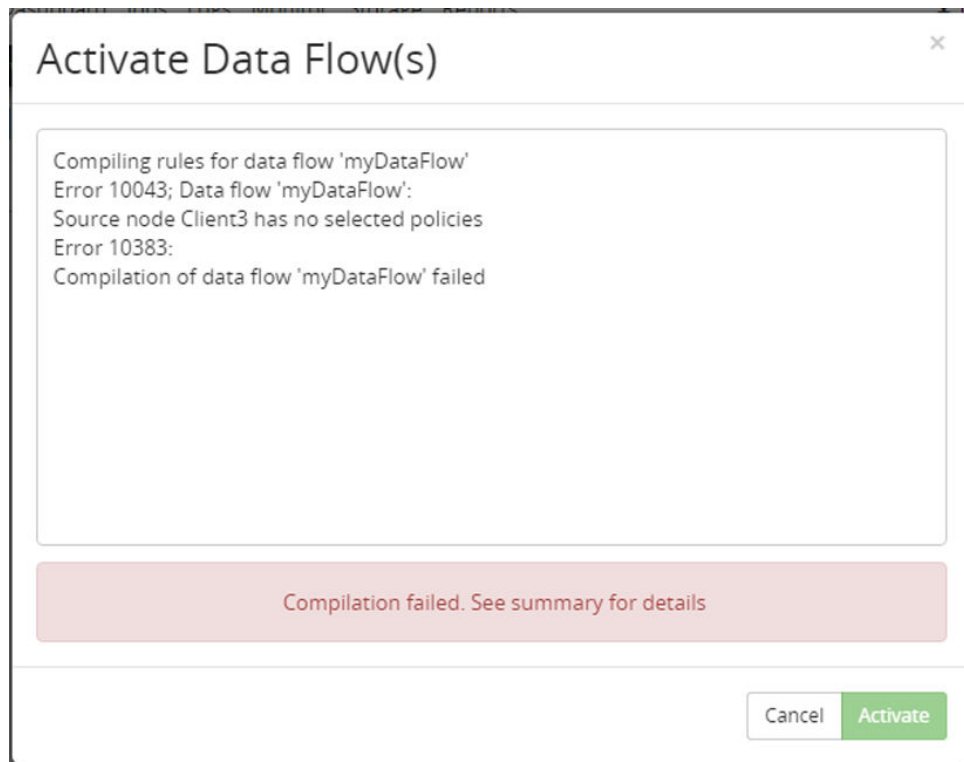 Activate Data Flow(s)
×
Compiling rules for data flow 'myDataFlow'
Error 10043; Data flow 'myDataFlow':
Source node Client3 has no selected policies
Error 10383:
Compilation of data flow 'myDataFlow' failed
Compilation failed. See summary for details
Cancel Activate